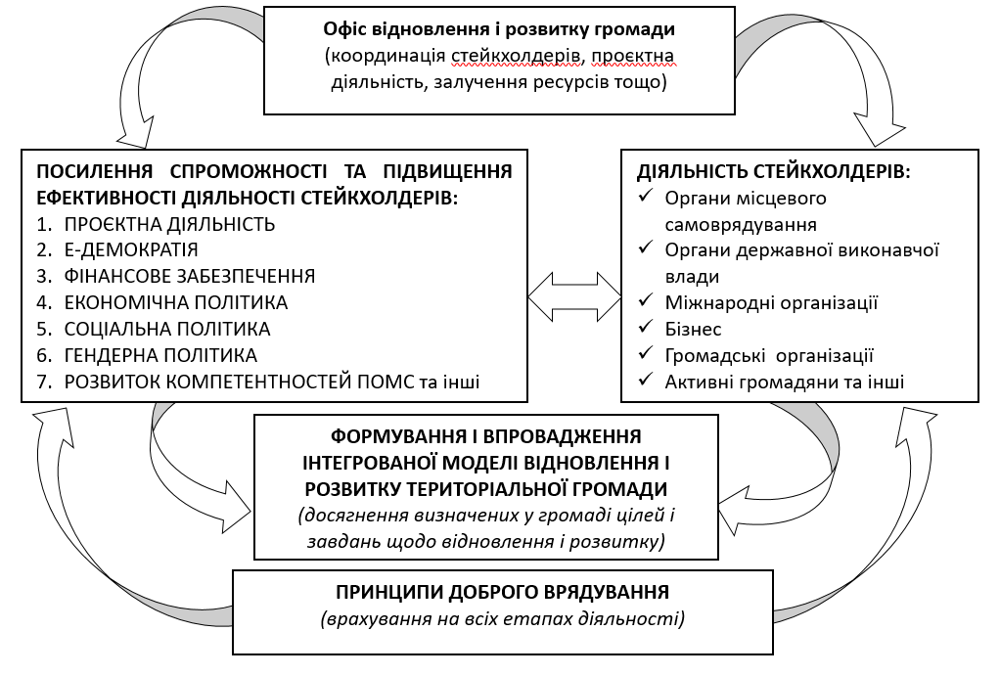 Офіс відновлення і розвитку громади
(координація стейкхолдерів, проєктна
діяльність, залучення ресурсів тощо)
ПОСИЛЕННЯ СПРОМОЖНОСТІ ТА ПІДВИЩЕННЯ
ЕФЕКТИВНОСТІ ДІЯЛЬНОСТІ СТЕЙКХОЛДЕРІВ:
1. ПРОЄКТНА ДІЯЛЬНІСТЬ
2. Е-ДЕМОКРАТІЯ
3. ФІНАНСОВЕ ЗАБЕЗПЕЧЕННЯ
4. ЕКОНОМІЧНА ПОЛІТИКА
5. СОЦІАЛЬНА ПОЛІТИКА
6. ГЕНДЕРНА ПОЛІТИКА
7. РОЗВИТОК КОМПЕТЕНТНОСТЕЙ ПОМС та інші
ДІЯЛЬНІСТЬ СТЕЙКХОЛДЕРІВ:
✓ Органи місцевого
самоврядування
✓ Органи державної виконавчої
влади
✓ Міжнародні організації
✓ Бізнес
✓ Громадські організації
✓ Активні громадяни та інші
ФОРМУВАННЯ І ВПРОВАДЖЕННЯ
ІНТЕГРОВАНОЇ МОДЕЛІ ВІДНОВЛЕННЯ І
РОЗВИТКУ ТЕРИТОРІАЛЬНОЇ ГРОМАДИ
(досягнення визначених у громаді цілей і
завдань щодо відновлення і розвитку)
ПРИНЦИПИ ДОБРОГО ВРЯДУВАННЯ
(врахування на всіх етапах діяльності)